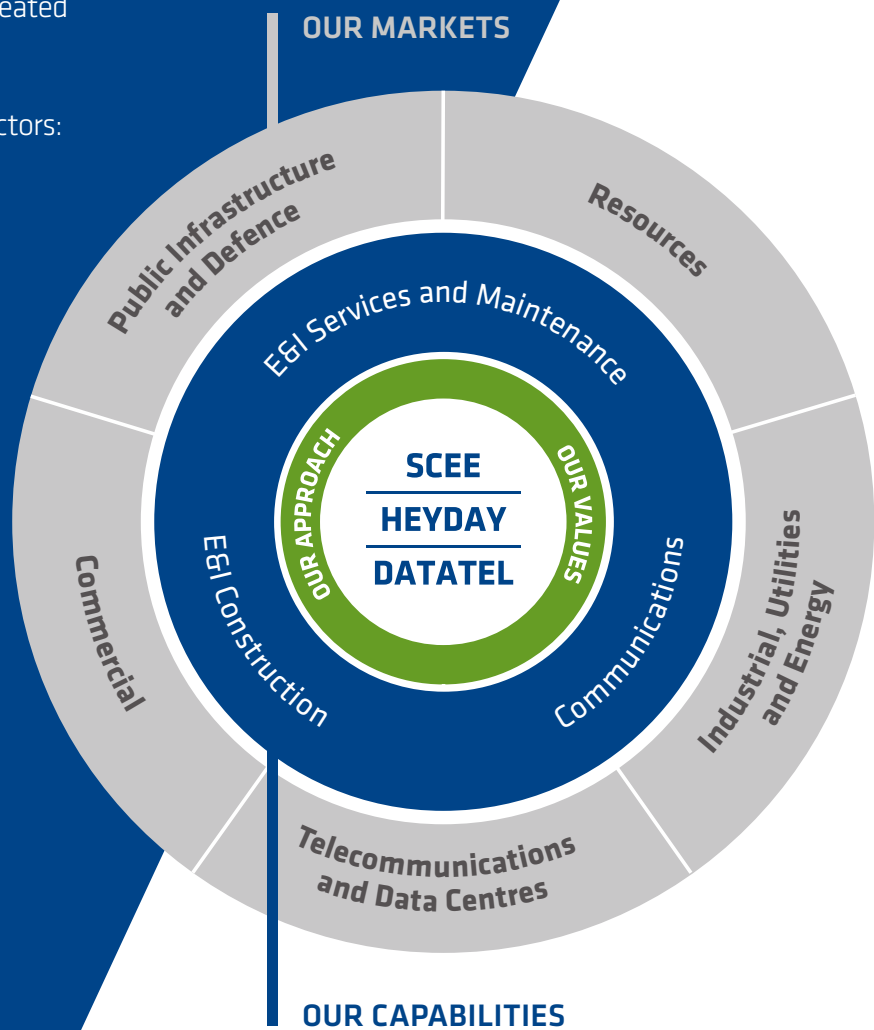 OUR MARKETS
ctors:
Public Infrastructure
and Defence
Resources
E&I Services and Maintenance
OUR APPROACH
OUR VALUES
SCEE
HEYDAY
DATATEL
E&I Construction
Communications
Commercial
Industrial, Utilities
and Energy
Telecommunications
and Data Centres
OUR CAPABILITIES